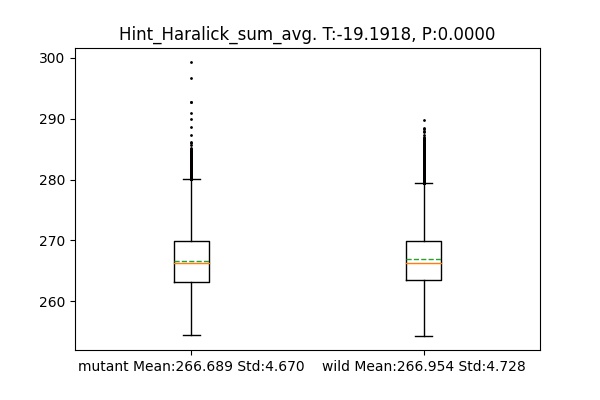 Hint_Haralick_sum_avg. T:-19.1918, P:0.0000
300
290
280
270
260
mutant Mean:266.689 Std:4.670 wild Mean:266.954 Std:4.728